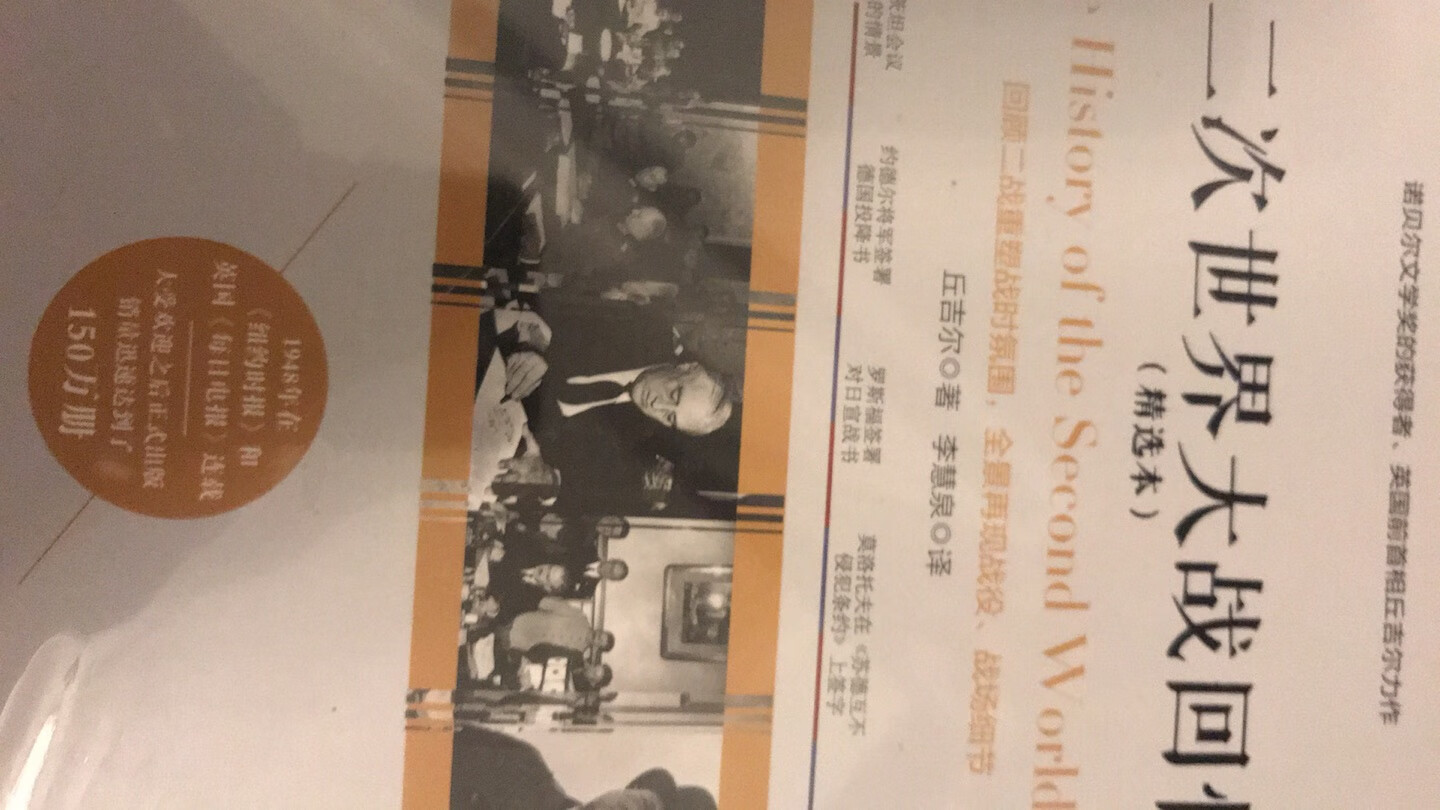 诺贝尔文学奖的获得者、英国前首相丘吉尔力作
二次世界大战回忆
(精选本)
History of the Second World
回顾二战重塑战时氛围，全景再现战役、战场细节
丘吉尔◎著 李慧泉◎译
会议
的情景
约德尔将军签署
德国投降书
罗斯福签署
对日宣战书
莫洛托夫在《苏德互不
侵犯条约》上签字
1948年在
《纽约时报》和
英国《每日电报》连载
大受欢迎之后正式出版
销量迅速达到了
150万册